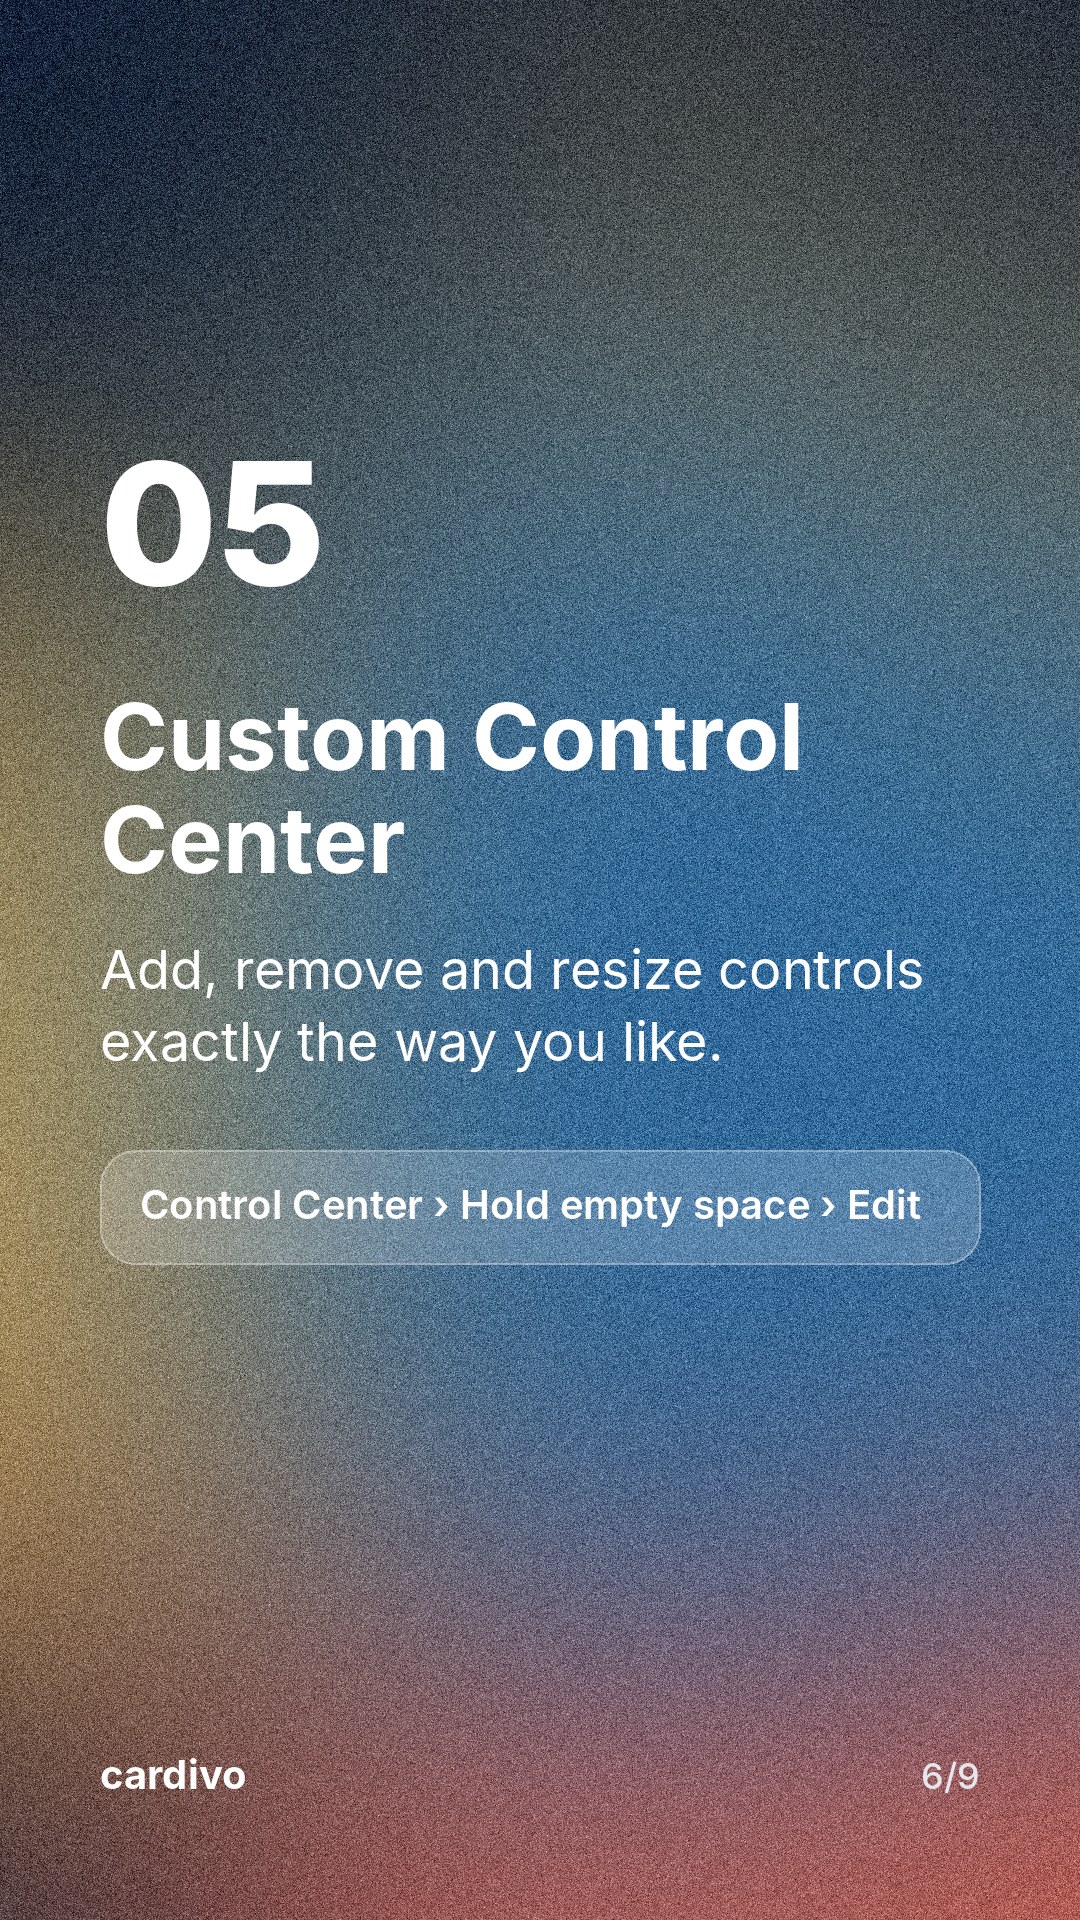 05
Custom Control
Center
Add, remove and resize controls
exactly the way you like.
Control Center › Hold empty space › Edit
cardivo
6/9